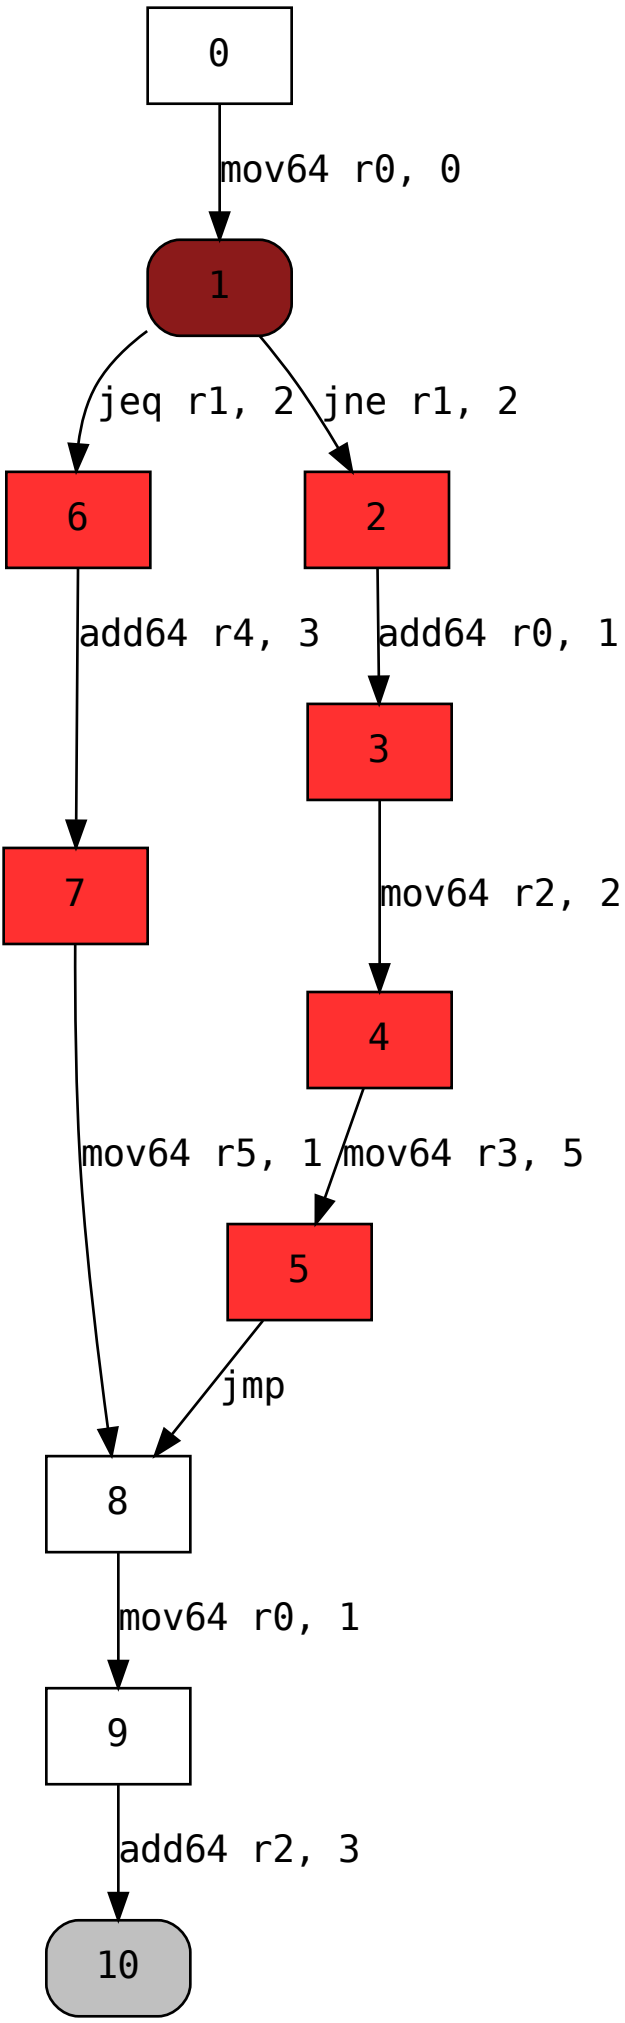 0
mov64 r0, 0
1
jeq r1, 2
jne r1, 2
6
2
add64 r4, 3
add64 r0, 1
3
7
mov64 r2, 2
4
mov64 r5, 1
mov64 r3, 5
5
jmp
8
mov64 r0, 1
9
add64 r2, 3
10